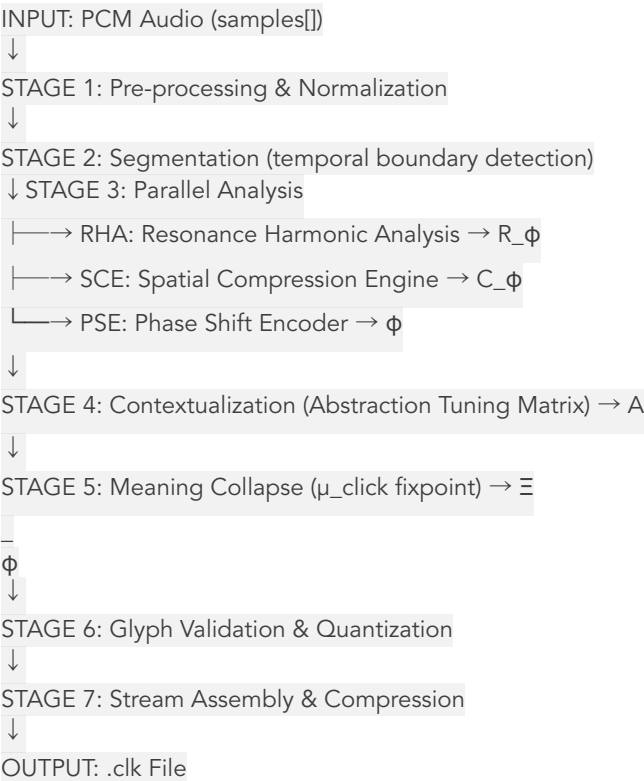 INPUT: PCM Audio (samples[])
↓
STAGE 1: Pre-processing & Normalization
↓
STAGE 2: Segmentation (temporal boundary detection)
↓ STAGE 3: Parallel Analysis
├──→ RHA: Resonance Harmonic Analysis → R_ϕ
├──→ SCE: Spatial Compression Engine → C_ϕ
└──→ PSE: Phase Shift Encoder → ϕ
↓
STAGE 4: Contextualization (Abstraction Tuning Matrix) → A
↓
STAGE 5: Meaning Collapse (μ_click fixpoint) → Ξ
_
ϕ
↓
STAGE 6: Glyph Validation & Quantization
↓
STAGE 7: Stream Assembly & Compression
↓
OUTPUT: .clk File